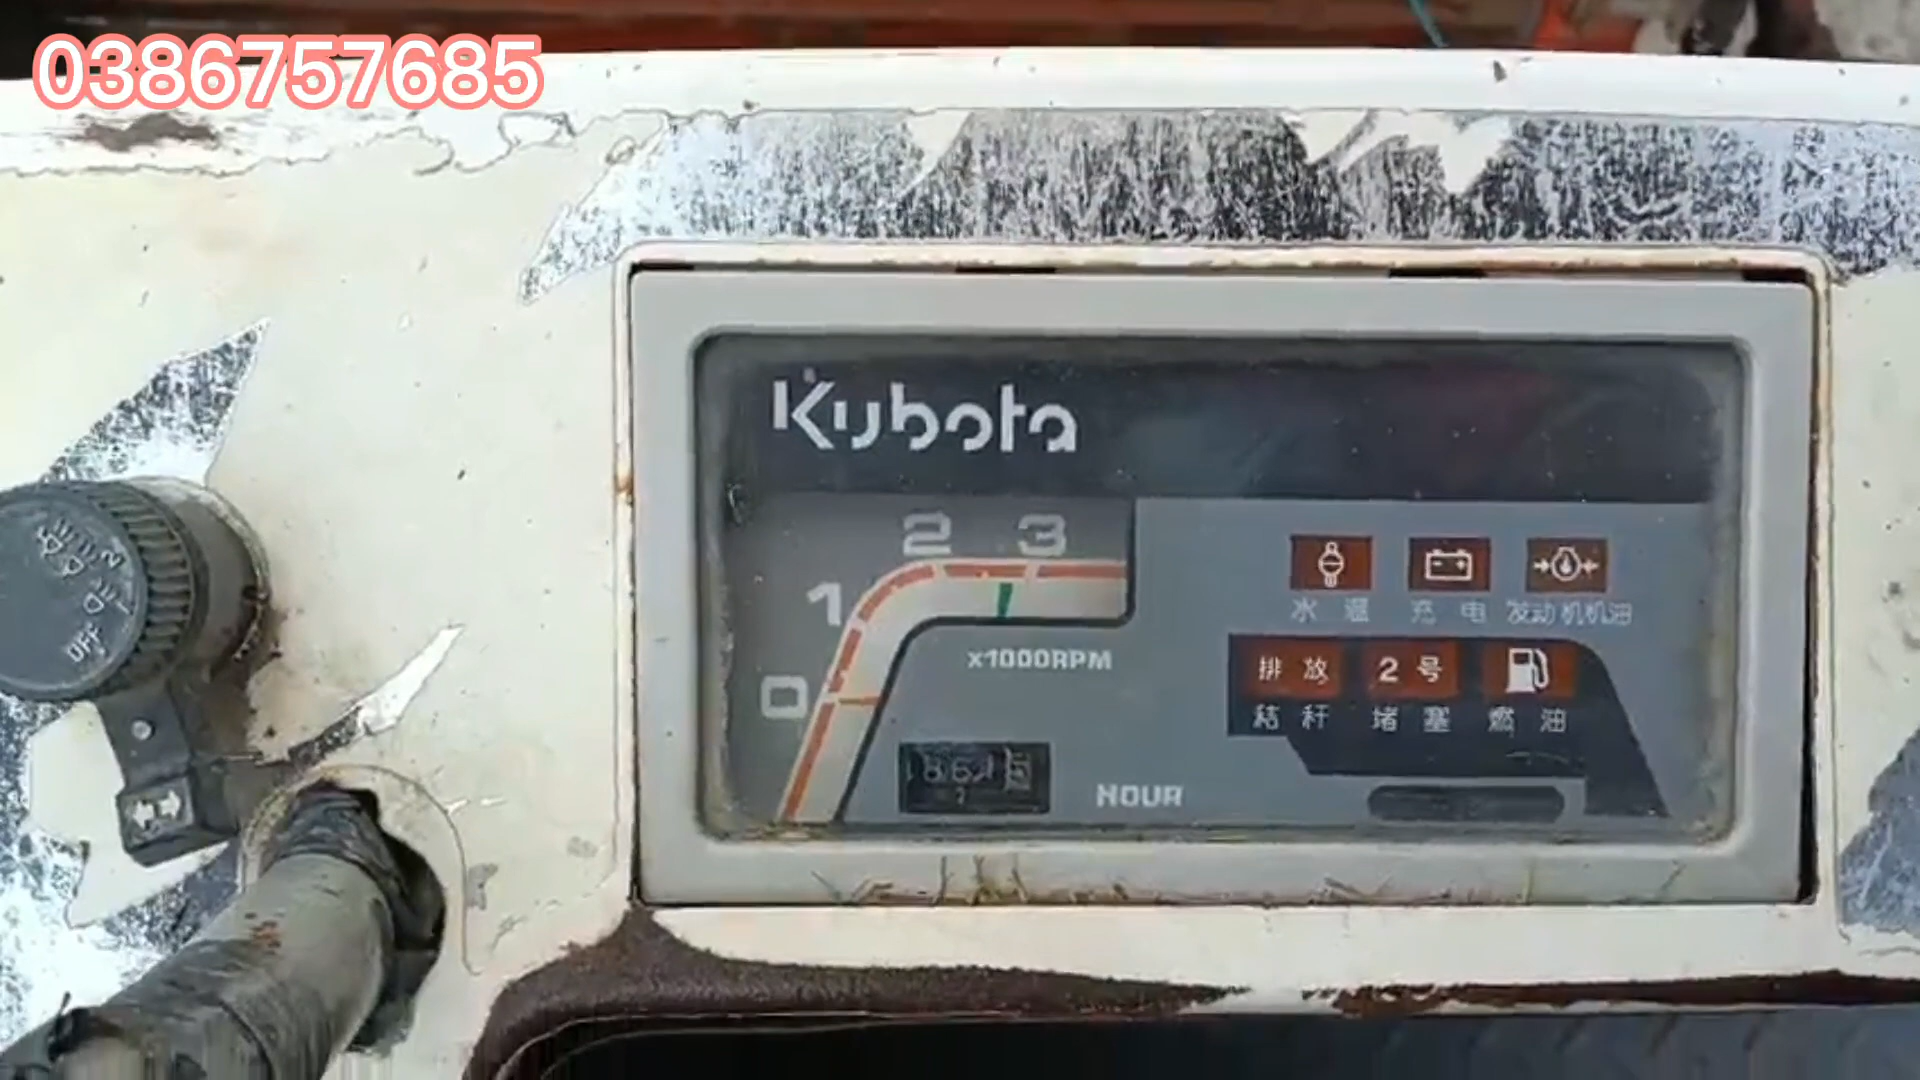 0386757685
Kubota
2 3
1
水温 充电 发动机机油
x1000RPM
排放 2号
0
秸秆 堵塞 燃油
HOUR
OFF